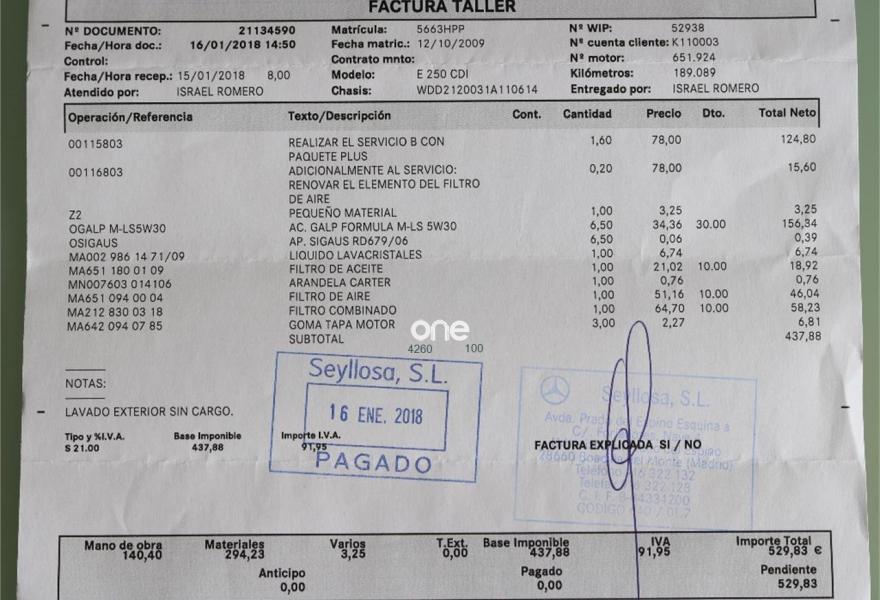 FACTURA TALLER
Nº DOCUMENTO: 21134590 Matrícula: 5663HPP Nº WIP: 52938
Fecha/Hora doc.: 16/01/2018 14:50 Fecha matric.: 12/10/2009 Nº cuenta cliente: K110003
Control: Contrato mnto: Nº motor: 651.924
Fecha/Hora recep.: 15/01/2018 8,00 Modelo: E 250 CDI Kilómetros: 189.089
Atendido por: ISRAEL ROMERO Chasis: WDD2120031A110614 Entregado por: ISRAEL ROMERO
Operación/Referencia Texto/Descripción Cont. Cantidad Precio Dto. Total Neto
00115803 REALIZAR EL SERVICIO B CON 1,60 78,00 124,80
PAQUETE PLUS
00116803 ADICIONALMENTE AL SERVICIO: 0,20 78,00 15,60
RENOVAR EL ELEMENTO DEL FILTRO
DE AIRE
Z2 PEQUEÑO MATERIAL 1,00 3,25 3,25
OGALP M-LS5W30 AC. GALP FORMULA M-LS 5W30 6,50 34,36 30.00 156,34
OSIGAUS AP. SIGAUS RD679/06 6,50 0,06 0,39
MA002 986 14 71/09 LIQUIDO LAVACRISTALES 1,00 6,74 6,74
MA651 180 01 09 FILTRO DE ACEITE 1,00 21,02 10.00 18,92
MN007603 014106 ARANDELA CARTER 1,00 0,76 0,76
MA651 094 00 04 FILTRO DE AIRE 1,00 51,16 10.00 46,04
MA212 830 03 18 FILTRO COMBINADO 1,00 64,70 10.00 58,23
MA642 094 07 85 GOMA TAPA MOTOR 3,00 2,27 6,81
SUBTOTAL 437,88
one
4260 100
Seyllosa, S.L.
16 ENE. 2018
PAGADO
NOTAS:
LAVADO EXTERIOR SIN CARGO.
Tipo y %I.V.A. Base Imponible Importe I.V.A.
S 21.00 437,88 91,95
Seyllosa, S.L.
Avda. Prado del Espino Esquina a
FACTURA EXPLICADA SI / NO
28660 Boadilla del Monte (Madrid)
Mano de obra Materiales Varios T.Ext. Base Imponible IVA Importe Total
140,40 294,23 3,25 0,00 437,88 91,95 529,83 €
Anticipo Pagado Pendiente
0,00 0,00 529,83